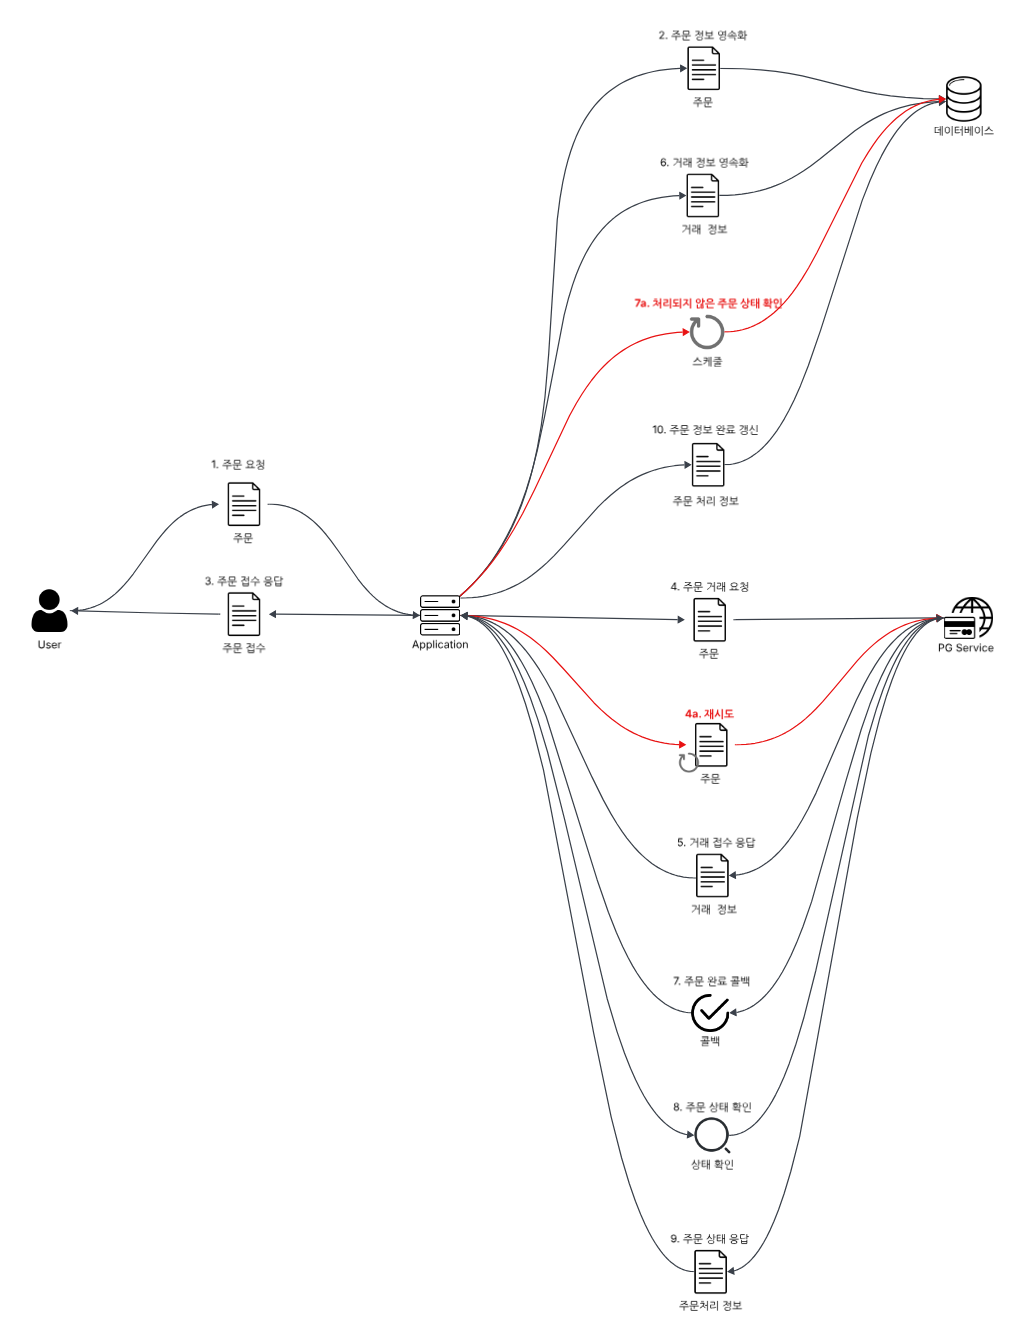 2. 주문 정보 영속화
주문
데이터베이스
6. 거래 정보 영속화
거래 정보
7a. 처리되지 않은 주문 상태 확인
스케줄
10. 주문 정보 완료 갱신
주문 처리 정보
1. 주문 요청
주문
3. 주문 접수 응답
주문 접수
User
Application
4. 주문 거래 요청
주문
PG Service
4a. 재시도
주문
5. 거래 접수 응답
거래 정보
7. 주문 완료 콜백
콜백
8. 주문 상태 확인
상태 확인
9. 주문 상태 응답
주문처리 정보